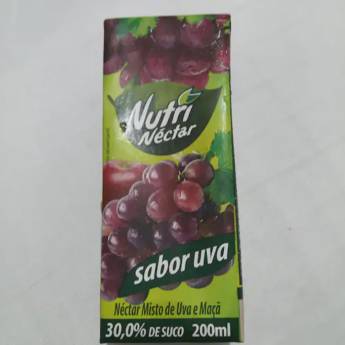 Nutri
Néctar
sabor uva
Néctar Misto de Uva e Maçã
30,0% DE SUCO 200ml